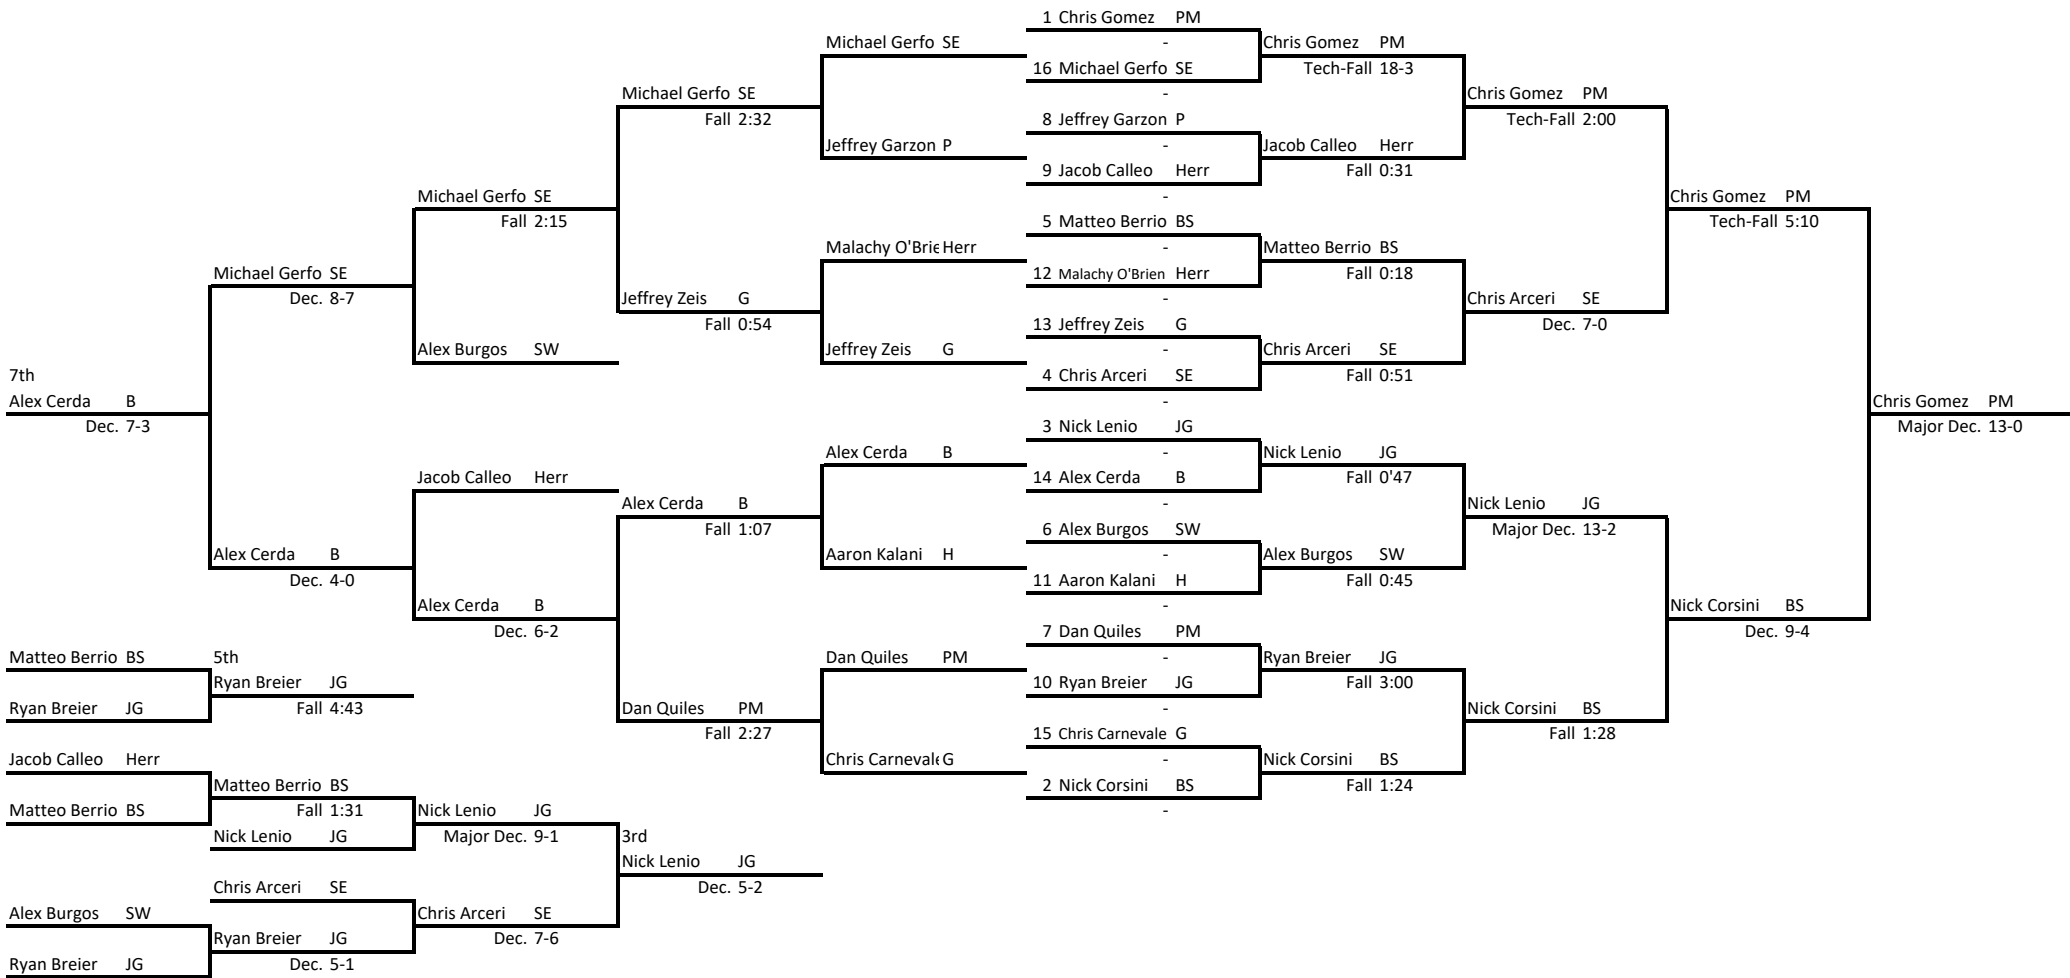 1 Chris Gomez PM
Michael Gerfo SE - Chris Gomez PM
16 Michael Gerfo SE Tech-Fall 18-3
Michael Gerfo SE - Chris Gomez PM
Fall 2:32 8 Jeffrey Garzon P Tech-Fall 2:00
Jeffrey Garzon P - Jacob Calleo Herr
9 Jacob Calleo Herr Fall 0:31
Michael Gerfo SE - Chris Gomez PM
Fall 2:15 5 Matteo Berrio BS Tech-Fall 5:10
Malachy O'Brie Herr - Matteo Berrio BS
Michael Gerfo SE 12 Malachy O'Brien Herr Fall 0:18
Dec. 8-7 Jeffrey Zeis G - Chris Arceri SE
Fall 0:54 13 Jeffrey Zeis G Dec. 7-0
Alex Burgos SW Jeffrey Zeis G - Chris Arceri SE
7th 4 Chris Arceri SE Fall 0:51
Alex Cerda B - Chris Gomez PM
Dec. 7-3 3 Nick Lenio JG Major Dec. 13-0
Alex Cerda B - Nick Lenio JG
Jacob Calleo Herr 14 Alex Cerda B Fall 0'47
Alex Cerda B - Nick Lenio JG
Fall 1:07 6 Alex Burgos SW Major Dec. 13-2
Alex Cerda B Aaron Kalani H - Alex Burgos SW
Dec. 4-0 11 Aaron Kalani H Fall 0:45
Alex Cerda B - Nick Corsini BS
Dec. 6-2 7 Dan Quiles PM Dec. 9-4
Matteo Berrio BS 5th Dan Quiles PM - Ryan Breier JG
Ryan Breier JG 10 Ryan Breier JG Fall 3:00
Ryan Breier JG Fall 4:43 Dan Quiles PM - Nick Corsini BS
Fall 2:27 15 Chris Carnevale G Fall 1:28
Jacob Calleo Herr Chris Carneval G - Nick Corsini BS
Matteo Berrio BS 2 Nick Corsini BS Fall 1:24
Matteo Berrio BS Fall 1:31 Nick Lenio JG -
Nick Lenio JG Major Dec. 9-1 3rd
Nick Lenio JG
Chris Arceri SE Dec. 5-2
Alex Burgos SW Chris Arceri SE
Ryan Breier JG Dec. 7-6
Ryan Breier JG Dec. 5-1